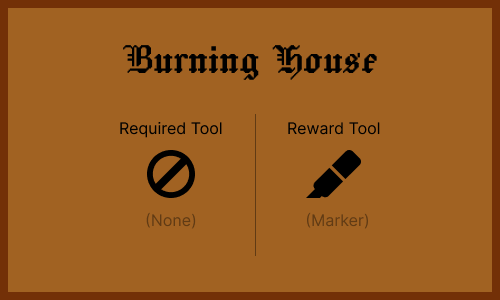 Burning House
Required Tool
(None)
Reward Tool
(Marker)